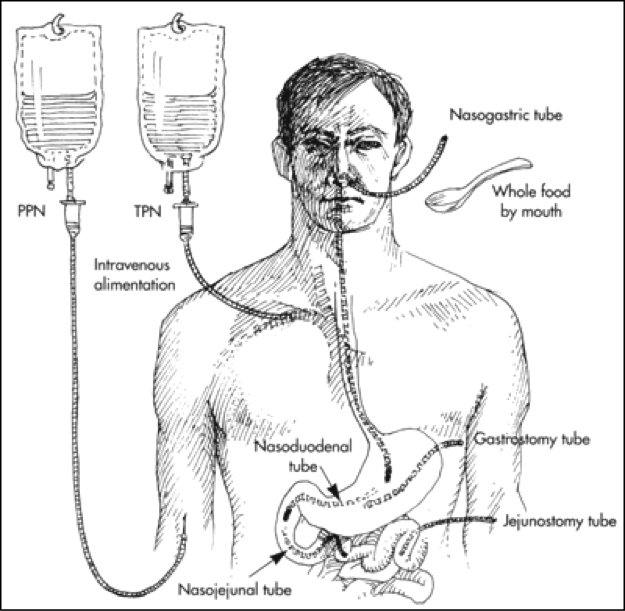 Nasogastric tube
Whole food
by mouth
PPN
TPN
Intravenous
alimentation
Nasoduodenal
tube
Gastrostomy tube
Jejunostomy tube
Nasojejunal tube